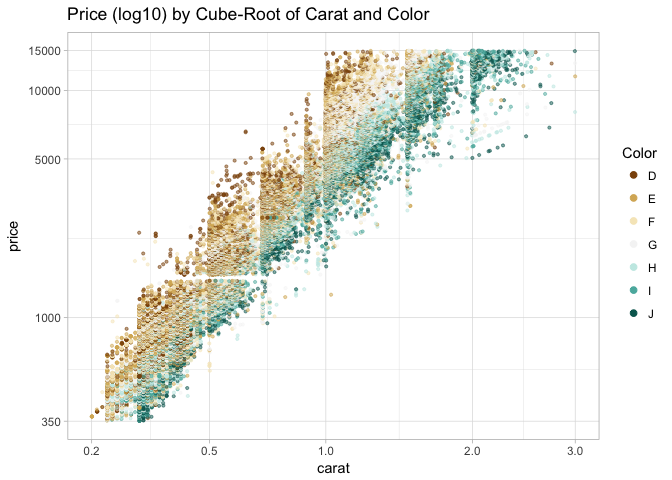 Price (log10) by Cube-Root of Carat and Color
15000
10000
5000
1000
350
price
0.2
0.5
1.0
2.0
3.0
carat
Color
D
E
F
G
H
I
J